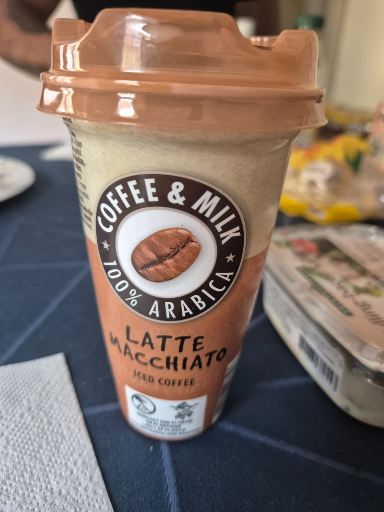 COFFEE & MILK
100% ARABICA
LATTE
MACCHIATO
ICED COFFEE